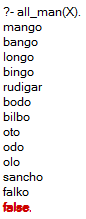 ?- all_man(X).
mango
bango
longo
bingo
rudigar
bodo
bilbo
oto
odo
olo
sancho
falko
false.